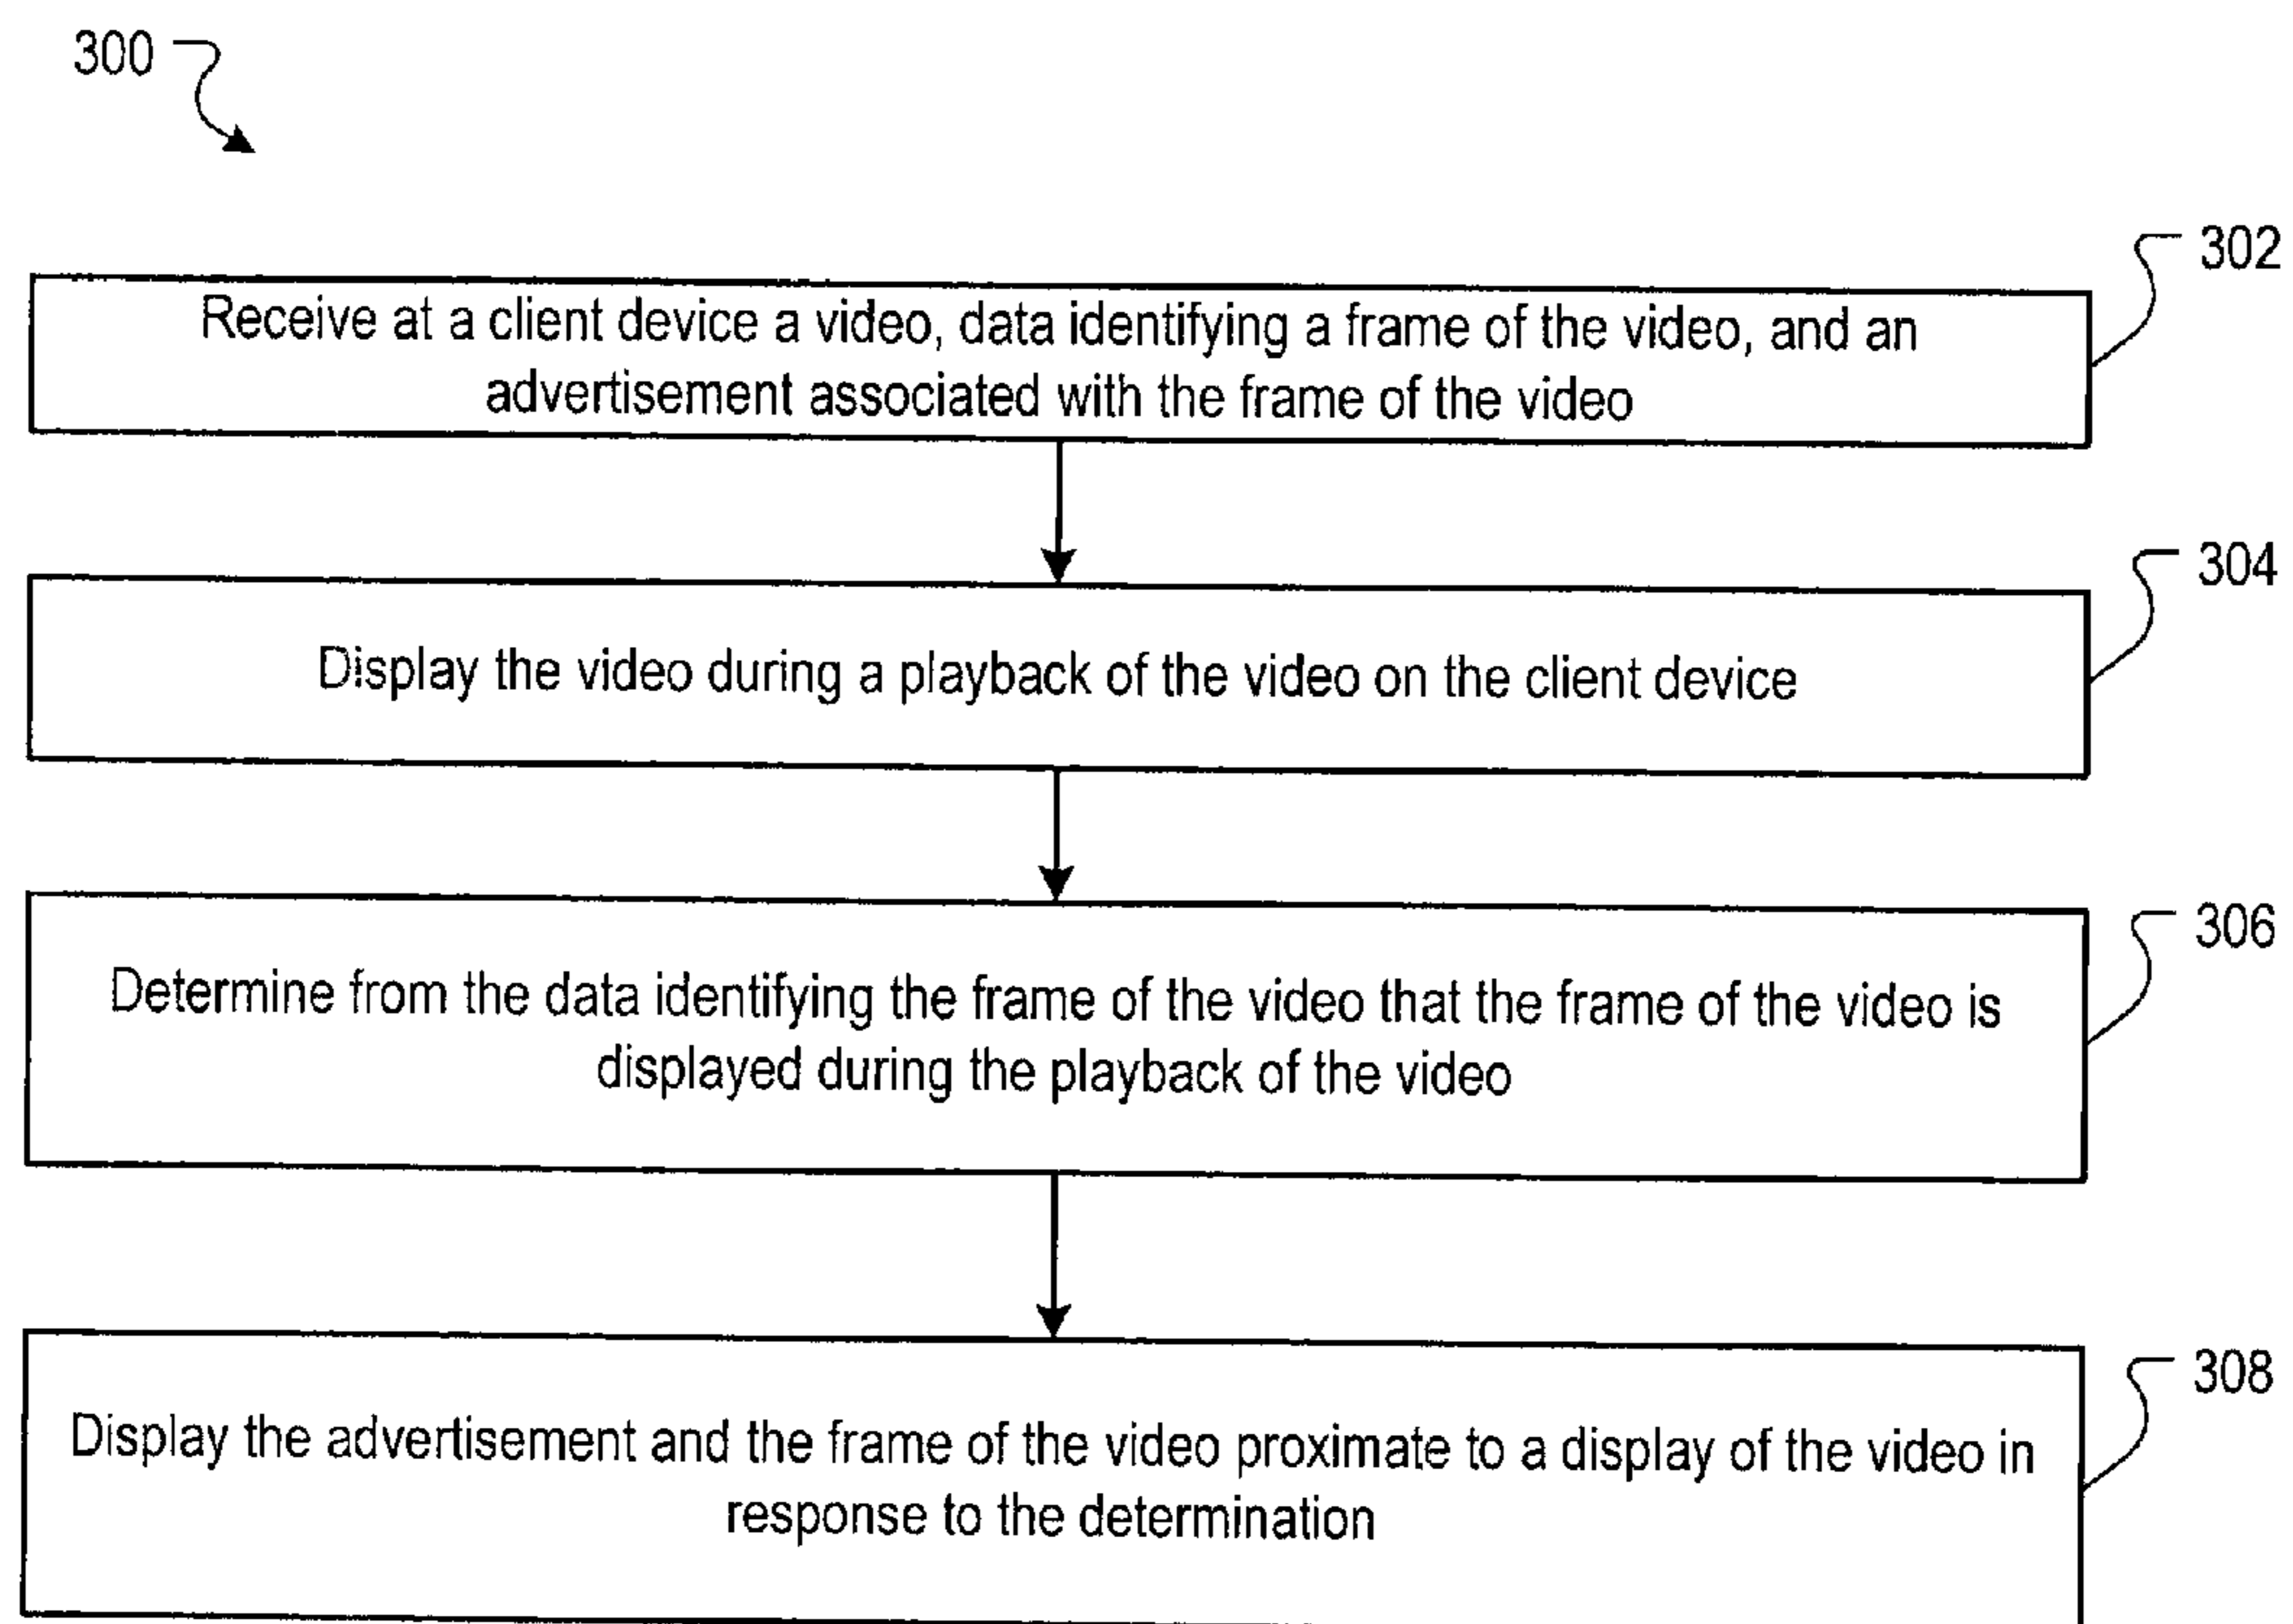 300
302
Receive at a client device a video, data identifying a frame of the video, and an
advertisement associated with the frame of the video
304
Display the video during a playback of the video on the client device
306
Determine from the data identifying the frame of the video that the frame of the video is
displayed during the playback of the video
308
Display the advertisement and the frame of the video proximate to a display of the video in
response to the determination